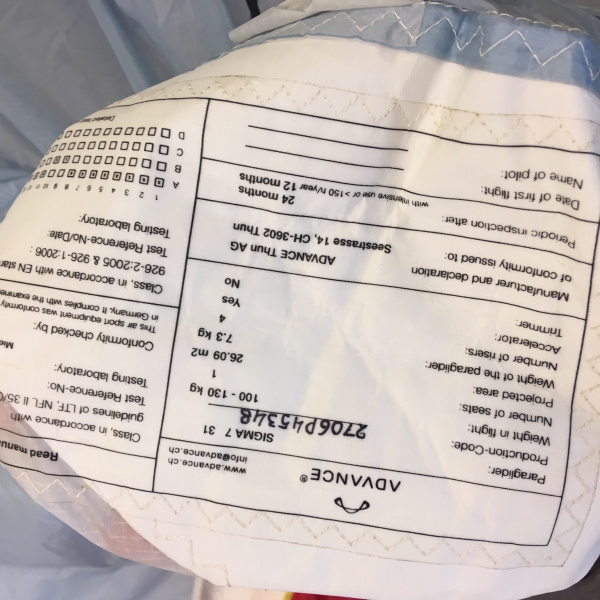 ADVANCE®
www.advance.ch
info@advance.ch
Paraglider: SIGMA 7 31
Production-Code: 2706P45348
Weight in flight: 100 - 130 kg
Number of seats: 1
Projected area: 26.09 m2
Weight of the paraglider: 7.3 kg
Number of risers: 4
Accelerator: Yes
Trimmer: No
Manufacturer and declaration
of conformity issued to:
ADVANCE Thun AG
Seestrasse 14, CH-3602 Thun
Periodic inspection after: 24 months
with intensive use or > 150 h/year 12 months
Date of first flight:
Name of pilot:
Read
Class, in accordance with
guidelines of LTF, NFL II
Test Reference-No:
Testing laboratory:
Conformity checked by:
This air sport equipment was conformity
in Germany. It complies with the
Class, in accordance with EN
926-2:2005 & 926-1:2006:
Test Reference-No/Date:
Testing laboratory:
1 2 3 4 5 6 7 8 9 10 11
A
B
C
D
Detailed